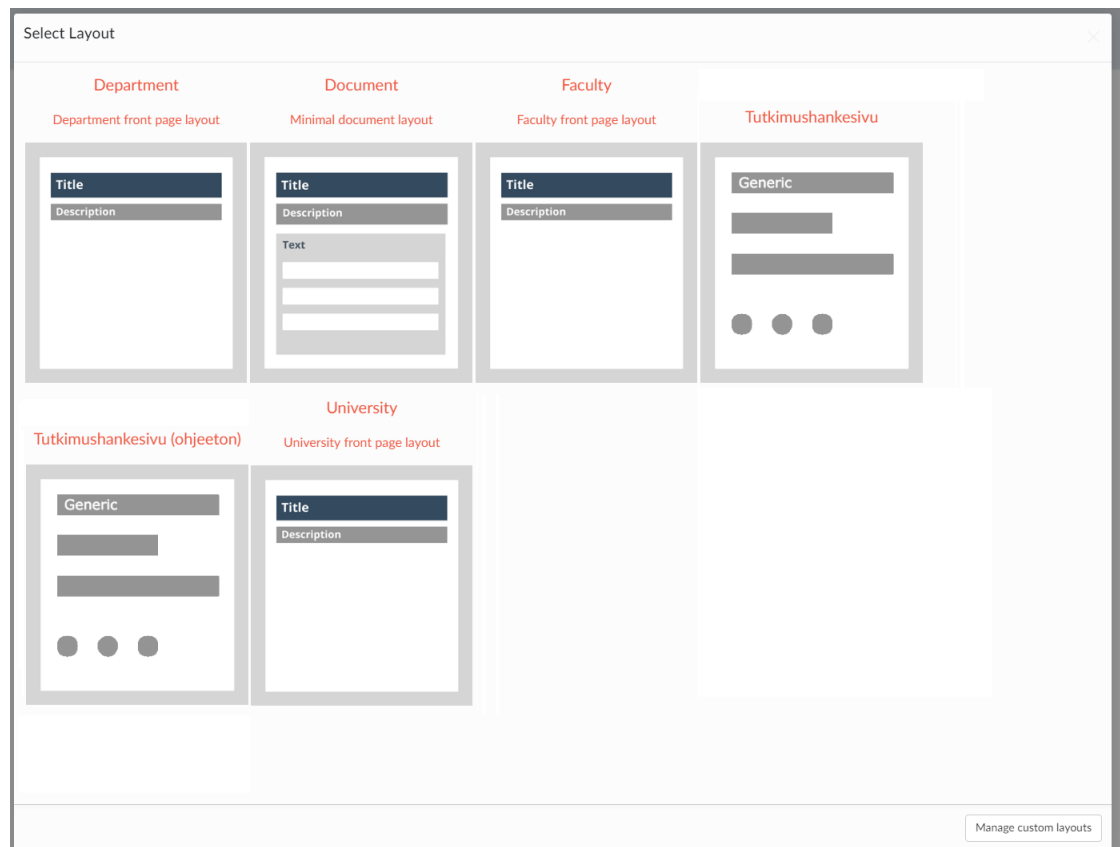 Select Layout
Department
Department front page layout
Title
Description
Document
Minimal document layout
Title
Description
Text
Faculty
Faculty front page layout
Title
Description
Tutkimushankesivu
Generic
Tutkimushankesivu (ohjeeton)
Generic
University
University front page layout
Title
Description
Manage custom layouts